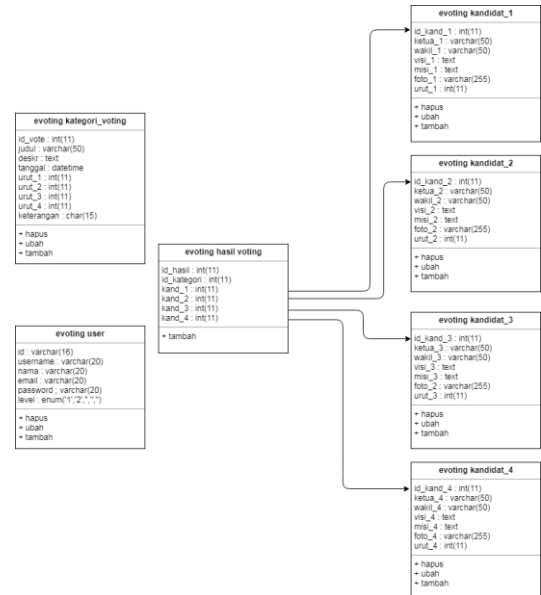 evoting kategori_voting
id_vote : int(11)
judul : varchar(50)
deskr : text
tanggal : datetime
urut_1 : int(11)
urut_2 : int(11)
urut_3 : int(11)
urut_4 : int(11)
keterangan : char(15)
+ hapus
+ ubah
+ tambah
evoting user
id : varchar(16)
username : varchar(20)
nama : varchar(20)
email : varchar(20)
password : varchar(20)
level : enum('1','2','','','')
+ hapus
+ ubah
+ tambah
evoting hasil voting
id_hasil : int(11)
id_kategori : int(11)
kand_1 : int(11)
kand_2 : int(11)
kand_3 : int(11)
kand_4 : int(11)
+ tambah
evoting kandidat_1
id_kand_1 : int(11)
ketua_1 : varchar(50)
wakil_1 : varchar(50)
visi_1 : text
misi_1 : text
foto_1 : varchar(255)
urut_1 : int(11)
+ hapus
+ ubah
+ tambah
evoting kandidat_2
id_kand_2 : int(11)
ketua_2 : varchar(50)
wakil_2 : varchar(50)
visi_2 : text
misi_2 : text
foto_2 : varchar(255)
urut_2 : int(11)
+ hapus
+ ubah
+ tambah
evoting kandidat_3
id_kand_3 : int(11)
ketua_3 : varchar(50)
wakil_3 : varchar(50)
visi_3 : text
misi_3 : text
foto_2 : varchar(255)
urut_3 : int(11)
+ hapus
+ ubah
+ tambah
evoting kandidat_4
id_kand_4 : int(11)
ketua_4 : varchar(50)
wakil_4 : varchar(50)
visi_4 : text
misi_4 : text
foto_4 : varchar(255)
urut_4 : int(11)
+ hapus
+ ubah
+ tambah